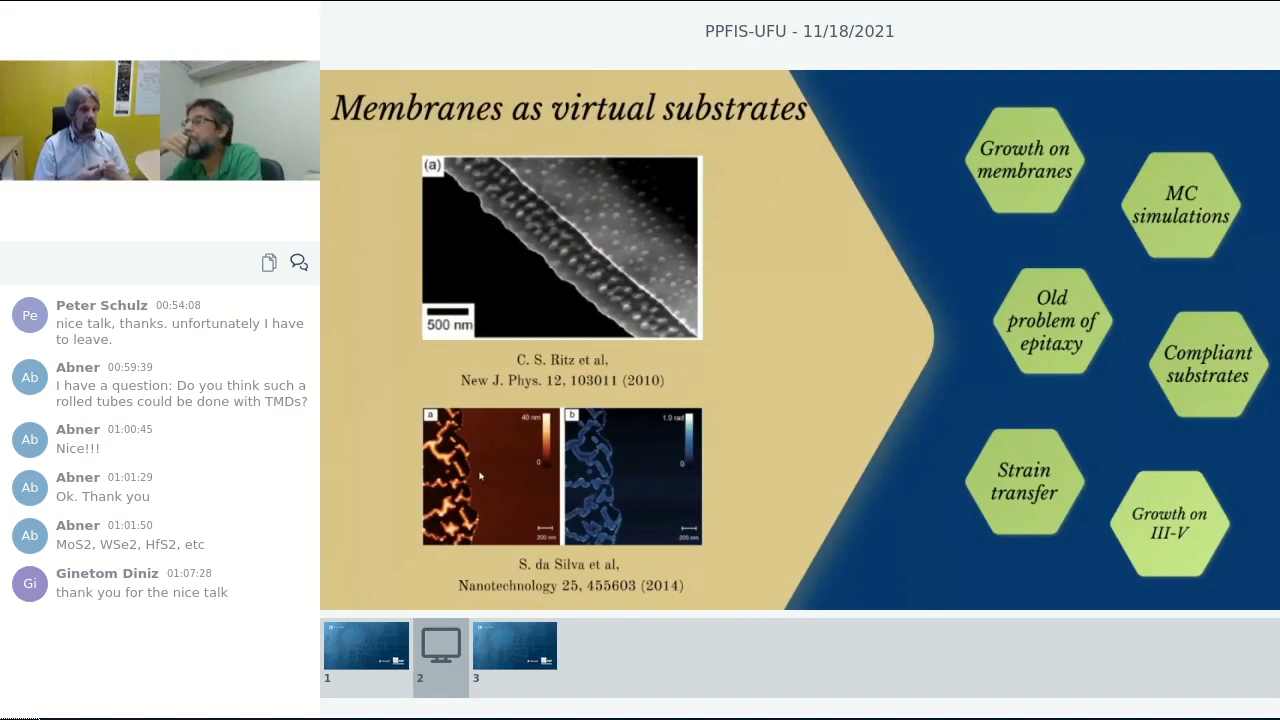 PPFIS-UFU - 11/18/2021
Peter Schulz 00:54:08
nice talk, thanks. unfortunately I have
to leave.
Abner 00:59:39
I have a question: Do you think such a
rolled tubes could be done with TMDs?
Abner 01:00:45
Nice!!!
Abner 01:01:29
Ok. Thank you
Abner 01:01:50
MoS2, WSe2, HfS2, etc
Ginetom Diniz 01:07:28
thank you for the nice talk
Pe
Ab
Ab
Ab
Ab
Gi
Membranes as virtual substrates
(a)
500 nm
C. S. Ritz et al,
New J. Phys. 12, 103011 (2010)
a
40 nm
0
200 nm
b
1.0 rad
0
200 nm
S. da Silva et al,
Nanotechnology 25, 455603 (2014)
Growth on
membranes
MC
simulations
Old
problem of
epitaxy
Compliant
substrates
Strain
transfer
Growth on
III-V
1
2
3